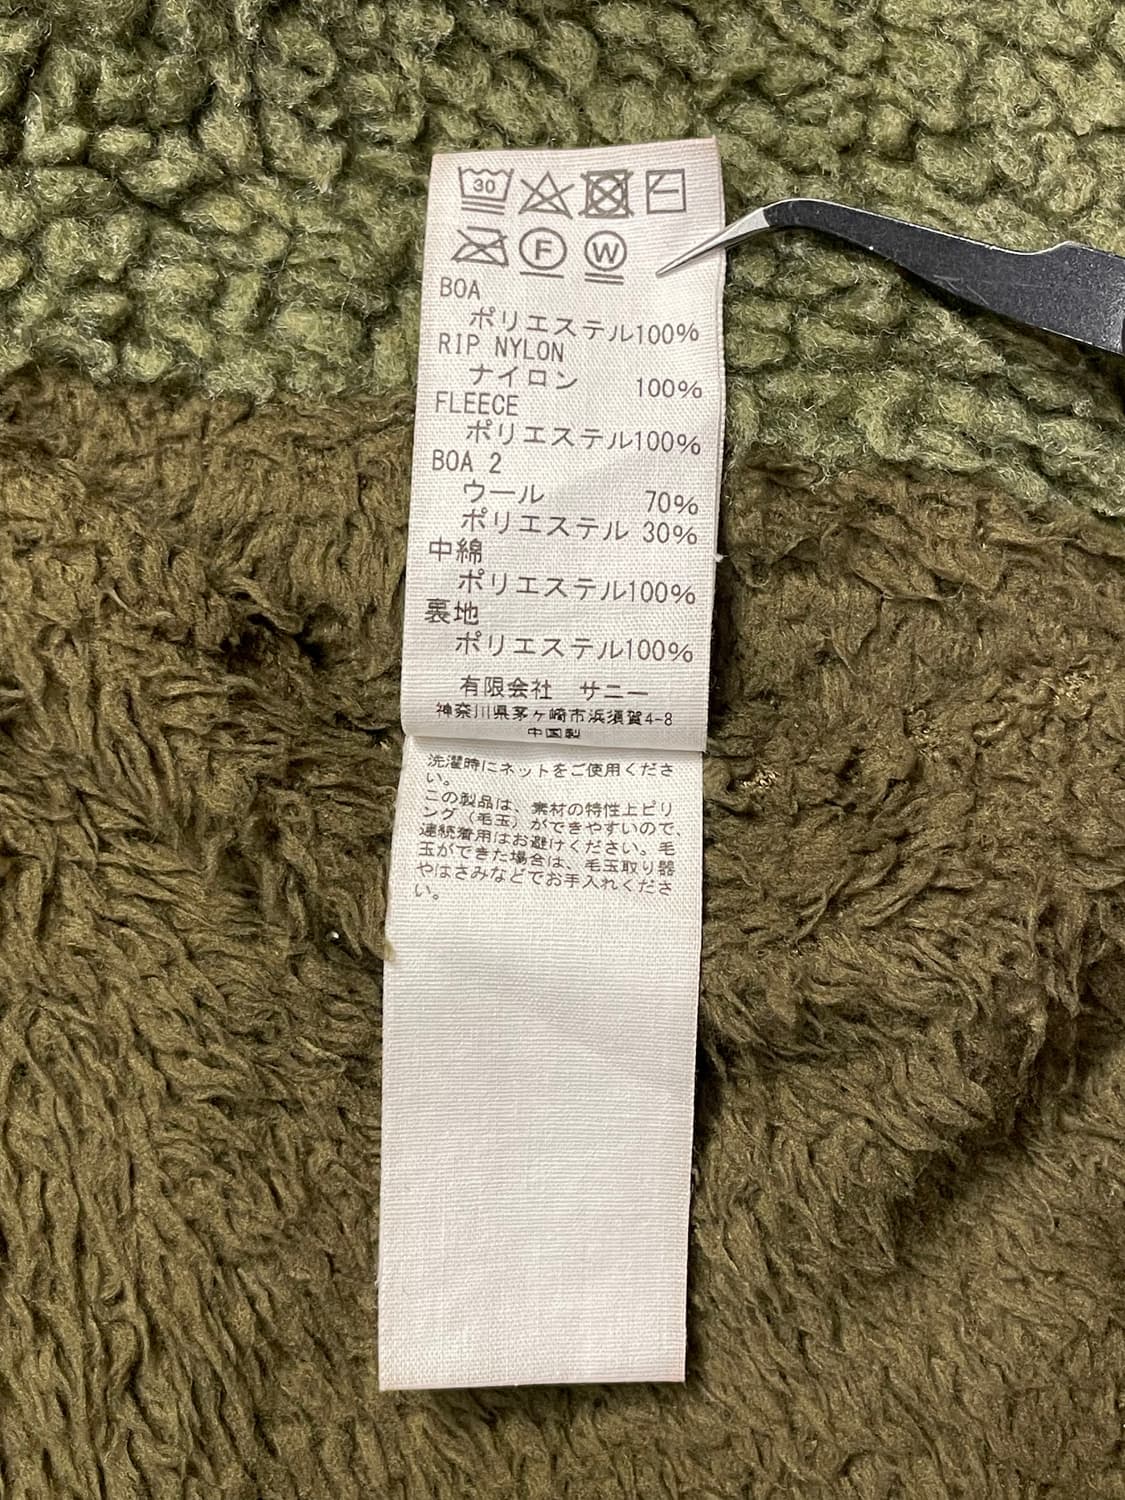 30
F W
BOA
ポリエステル100%
RIP NYLON
ナイロン 100%
FLEECE
ポリエステル100%
BOA 2
ウール 70%
ポリエステル 30%
中綿
ポリエステル100%
裏地
ポリエステル100%
有限会社 サニー
神奈川県茅ヶ崎市浜須賀4-8
中国製
洗濯時にネットをご使用くださ
い。
この製品は、素材の特性上ピリ
ング（毛玉）ができやすいので、
連続着用はお避けください。毛
玉ができた場合は、毛玉取り器
やはさみなどでお手入れくださ
い。